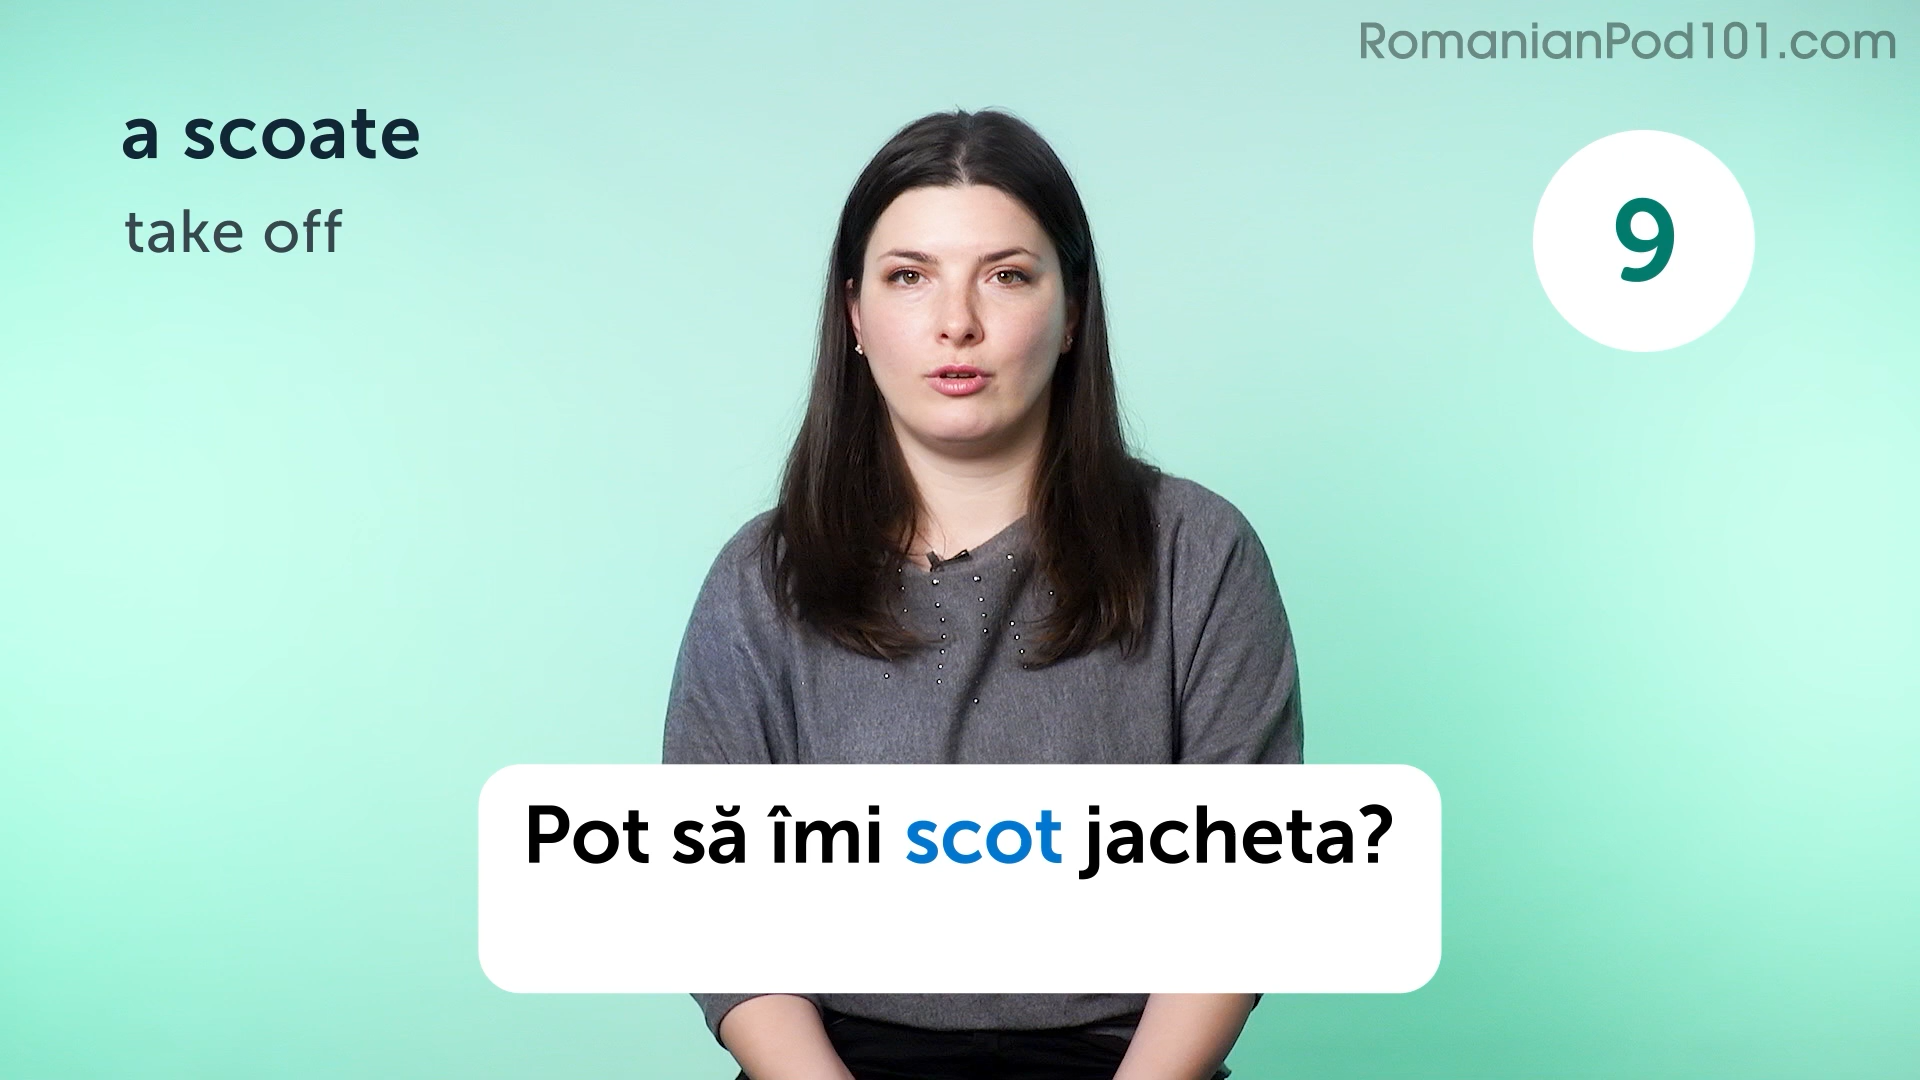 RomanianPod101.com
a scoate
take off
9
Pot să îmi scot jacheta?